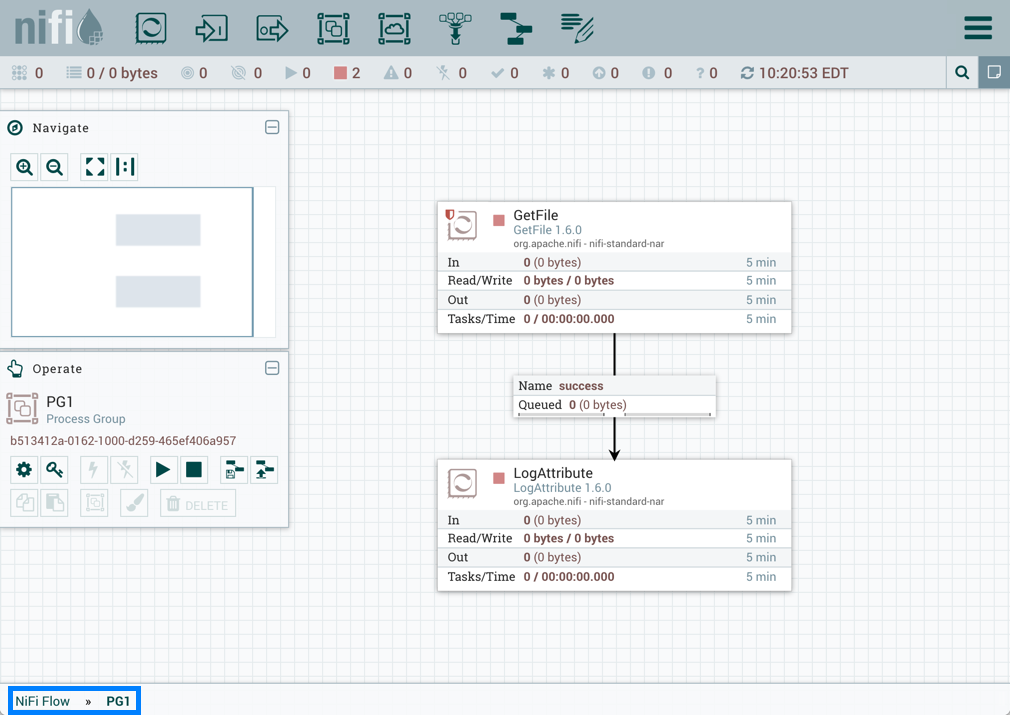 nifi
0 0 / 0 bytes 0 0 0 2 0 0 0 0 0 0 ? 0 10:20:53 EDT
Navigate
Operate
PG1
Process Group
b513412a-0162-1000-d259-465ef406a957
DELETE
GetFile
GetFile 1.6.0
org.apache.nifi - nifi-standard-nar
In 0 (0 bytes) 5 min
Read/Write 0 bytes / 0 bytes 5 min
Out 0 (0 bytes) 5 min
Tasks/Time 0 / 00:00:00.000 5 min
Name success
Queued 0 (0 bytes)
LogAttribute
LogAttribute 1.6.0
org.apache.nifi - nifi-standard-nar
In 0 (0 bytes) 5 min
Read/Write 0 bytes / 0 bytes 5 min
Out 0 (0 bytes) 5 min
Tasks/Time 0 / 00:00:00.000 5 min
NiFi Flow » PG1